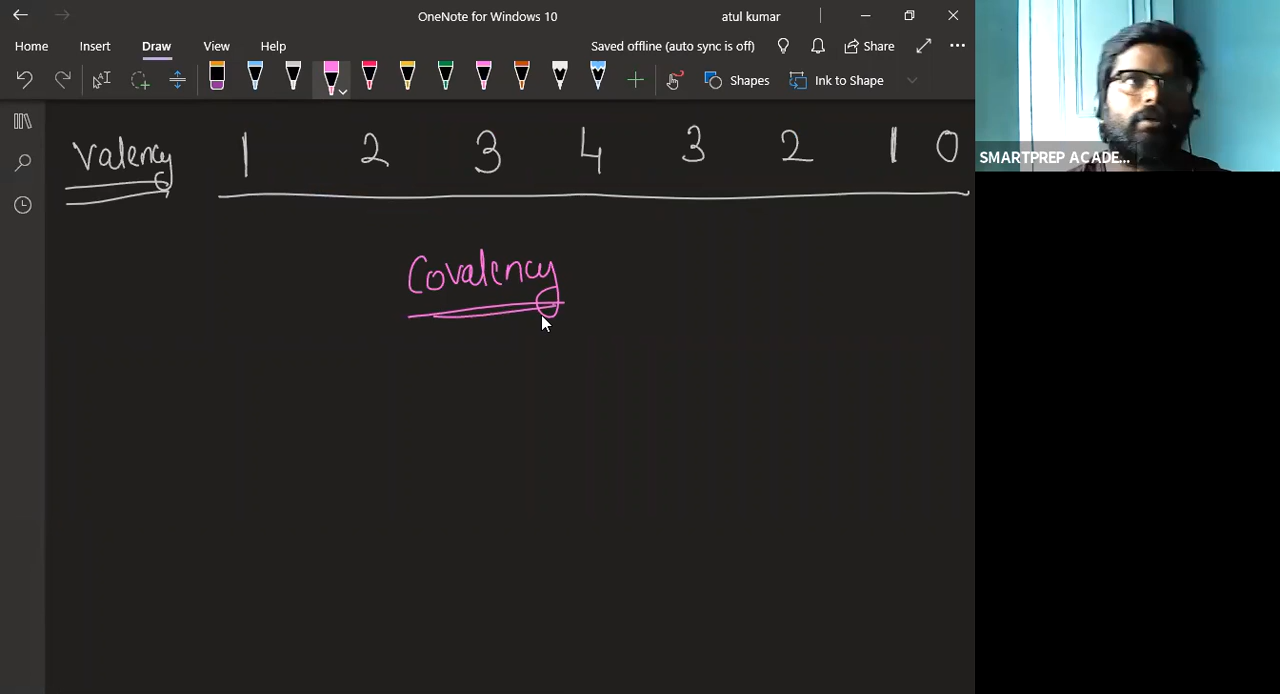 OneNote for Windows 10
atul kumar
Home Insert Draw View Help
Saved offline (auto sync is off)
Share
Shapes
Ink to Shape
SMARTPREP ACADE...
Valency 1 2 3 4 3 2 1 0
Covalency